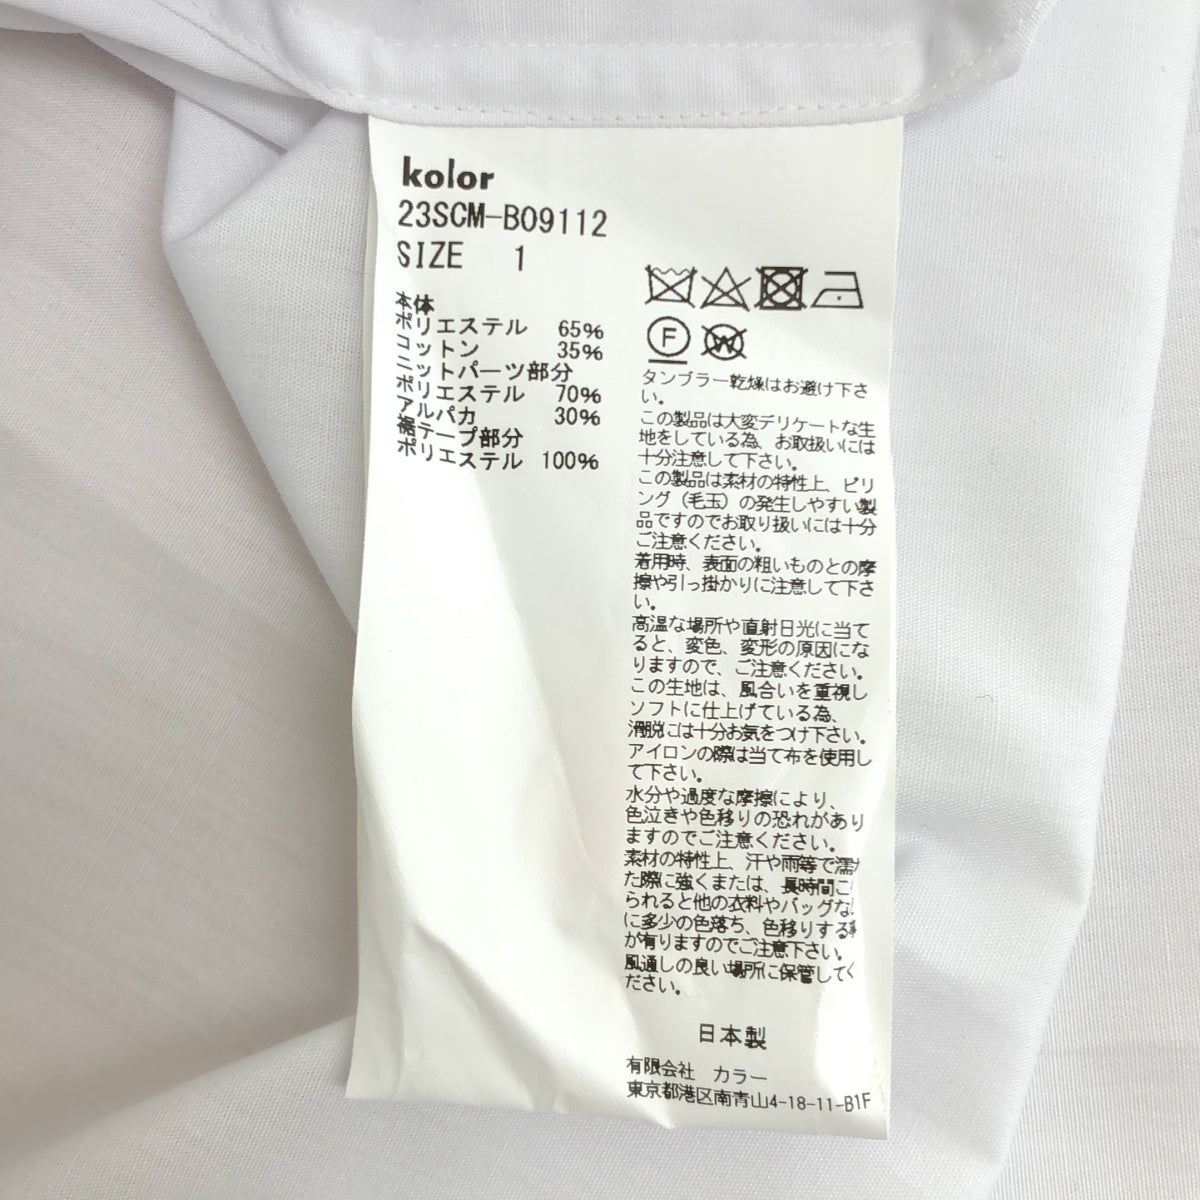 kolor
23SCM-B09112
SIZE 1
本体
ポリエステル 65%
コットン 35%
ニットパーツ部分
ポリエステル 70%
アルパカ 30%
裾テープ部分
ポリエステル 100%
F
W
タンブラー乾燥はお避け下さ
い。
この製品は大変デリケートな生
地をしている為、お取扱いには
十分注意して下さい。
この製品は素材の特性上、ピリ
ング（毛玉）の発生しやすい製
品ですのでお取り扱いには十分
ご注意ください。
着用時、表面の粗いものとの摩
擦や引っ掛かりに注意して下さ
い。
高温な場所や直射日光に当て
ると、変色、変形の原因にな
りますので、ご注意ください。
この生地は、風合いを重視し
ソフトに仕上げている為、
滑脱には十分お気をつけ下さい。
アイロンの際は当て布を使用し
て下さい。
水分や過度な摩擦により、
色泣きや色移りの恐れがあり
ますのでご注意ください。
素材の特性上、汗や雨等で濡れ
た際に強くまたは、長時間こ
られると他の衣料やバッグな
に多少の色落ち、色移りする事
が有りますのでご注意下さい。
風通しの良い場所に保管してく
ださい。
日本製
有限会社 カラー
東京都港区南青山4-18-11-B1F